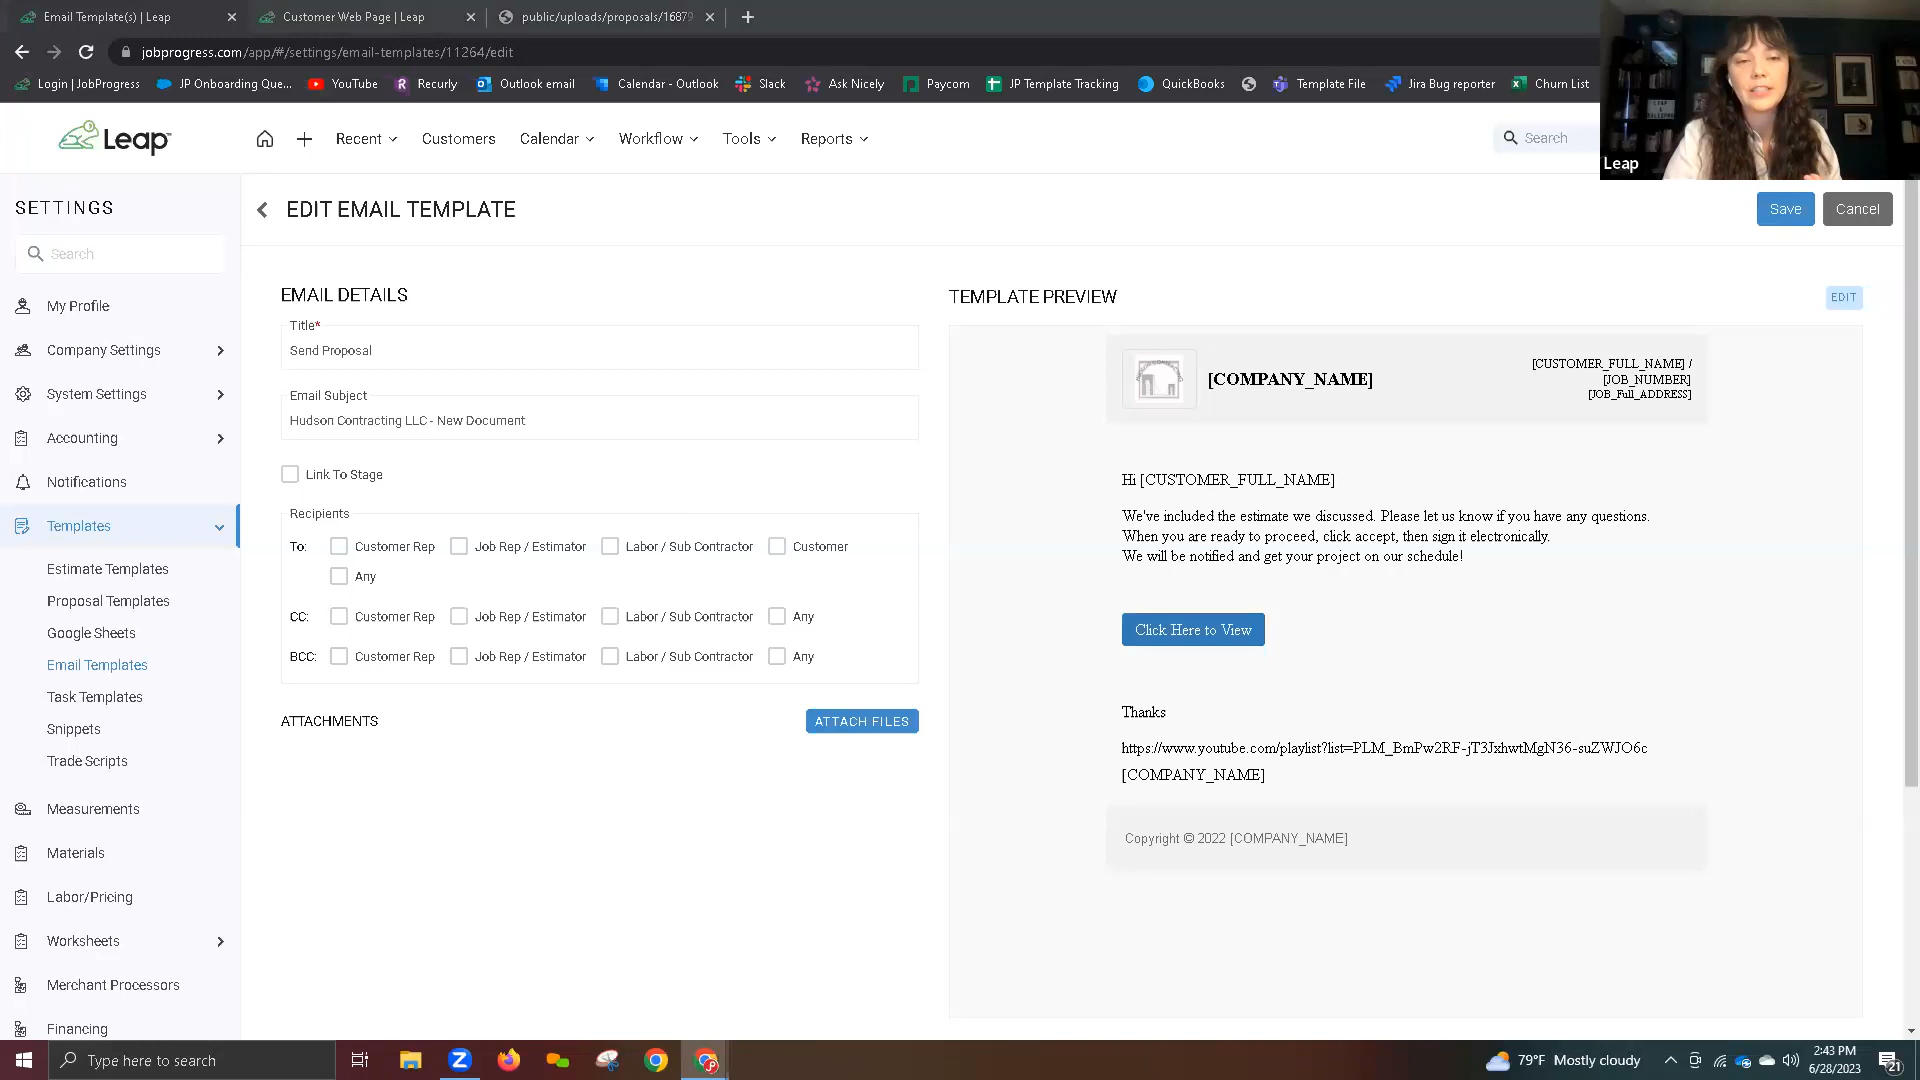 Email Template(s) | Leap
Customer Web Page | Leap
public/uploads/proposals/16879
jobprogress.com/app/#/settings/email-templates/11264/edit
Login | JobProgress
JP Onboarding Que...
YouTube
Recurly
Outlook email
Calendar - Outlook
Slack
Ask Nicely
Paycom
JP Template Tracking
QuickBooks
Template File
Jira Bug reporter
Churn List
Leap
Leap
Recent
Customers
Calendar
Workflow
Tools
Reports
Search
SETTINGS
Search
My Profile
Company Settings
System Settings
Accounting
Notifications
Templates
Estimate Templates
Proposal Templates
Google Sheets
Email Templates
Task Templates
Snippets
Trade Scripts
Measurements
Materials
Labor/Pricing
Worksheets
Merchant Processors
Financing
EDIT EMAIL TEMPLATE
Save
Cancel
EMAIL DETAILS
Title*
Send Proposal
Email Subject
Hudson Contracting LLC - New Document
Link To Stage
Recipients
To: Customer Rep Job Rep / Estimator Labor / Sub Contractor Customer
Any
CC: Customer Rep Job Rep / Estimator Labor / Sub Contractor Any
BCC: Customer Rep Job Rep / Estimator Labor / Sub Contractor Any
ATTACHMENTS
ATTACH FILES
TEMPLATE PREVIEW
EDIT
[COMPANY_NAME]
[CUSTOMER_FULL_NAME] /
[JOB_NUMBER]
[JOB_Full_ADDRESS]
Hi [CUSTOMER_FULL_NAME]
We've included the estimate we discussed. Please let us know if you have any questions.
When you are ready to proceed, click accept, then sign it electronically.
We will be notified and get your project on our schedule!
Click Here to View
Thanks
https://www.youtube.com/playlist?list=PLM_BmPw2RF-jT3JxhwtMgN36-suZWJO6c
[COMPANY_NAME]
Copyright © 2022 [COMPANY_NAME]
Type here to search
79°F Mostly cloudy
2:43 PM
6/28/2023
21